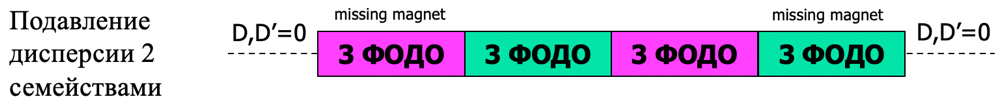 Подавление
дисперсии 2
семействами
missing magnet
missing magnet
D,D’=0
3 ФОДО
3 ФОДО
3 ФОДО
3 ФОДО
D,D’=0